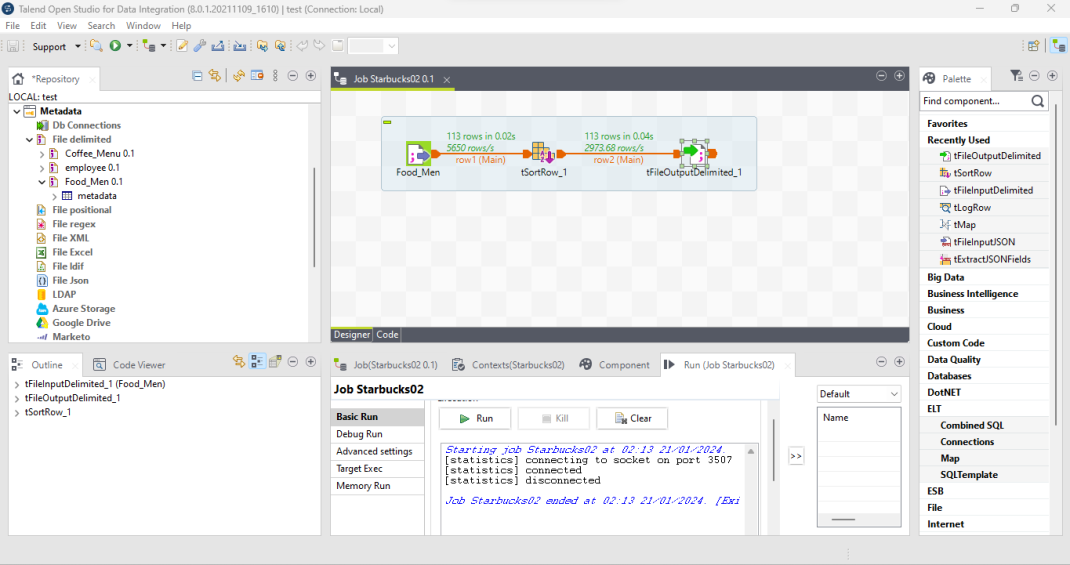 Talend Open Studio for Data Integration (8.0.1.20211109_1610) | test (Connection: Local)
File Edit View Search Window Help
Support
*Repository
LOCAL: test
Metadata
Db Connections
File delimited
Coffee_Menu 0.1
employee 0.1
Food_Men 0.1
metadata
File positional
File regex
File XML
File Excel
File ldif
File Json
LDAP
Azure Storage
Google Drive
Marketo
Job Starbucks02 0.1
113 rows in 0.02s
5650 rows/s
row1 (Main)
113 rows in 0.04s
2973.68 rows/s
row2 (Main)
Food_Men
tSortRow_1
tFileOutputDelimited_1
Designer Code
Palette
Find component...
Favorites
Recently Used
tFileOutputDelimited
tSortRow
tFileInputDelimited
tLogRow
tMap
tFileInputJSON
tExtractJSONFields
Big Data
Business Intelligence
Business
Cloud
Custom Code
Data Quality
Databases
DotNET
ELT
Combined SQL
Connections
Map
SQLTemplate
ESB
File
Internet
Outline Code Viewer
tFileInputDelimited_1 (Food_Men)
tFileOutputDelimited_1
tSortRow_1
Job(Starbucks02 0.1) Contexts(Starbucks02) Component Run (Job Starbucks02)
Job Starbucks02
Basic Run
Debug Run
Advanced settings
Target Exec
Memory Run
Run Kill Clear
Starting job Starbucks02 at 02:13 21/01/2024.
[statistics] connecting to socket on port 3507
[statistics] connected
[statistics] disconnected
Job Starbucks02 ended at 02:13 21/01/2024. [Exi
>>
Default
Name